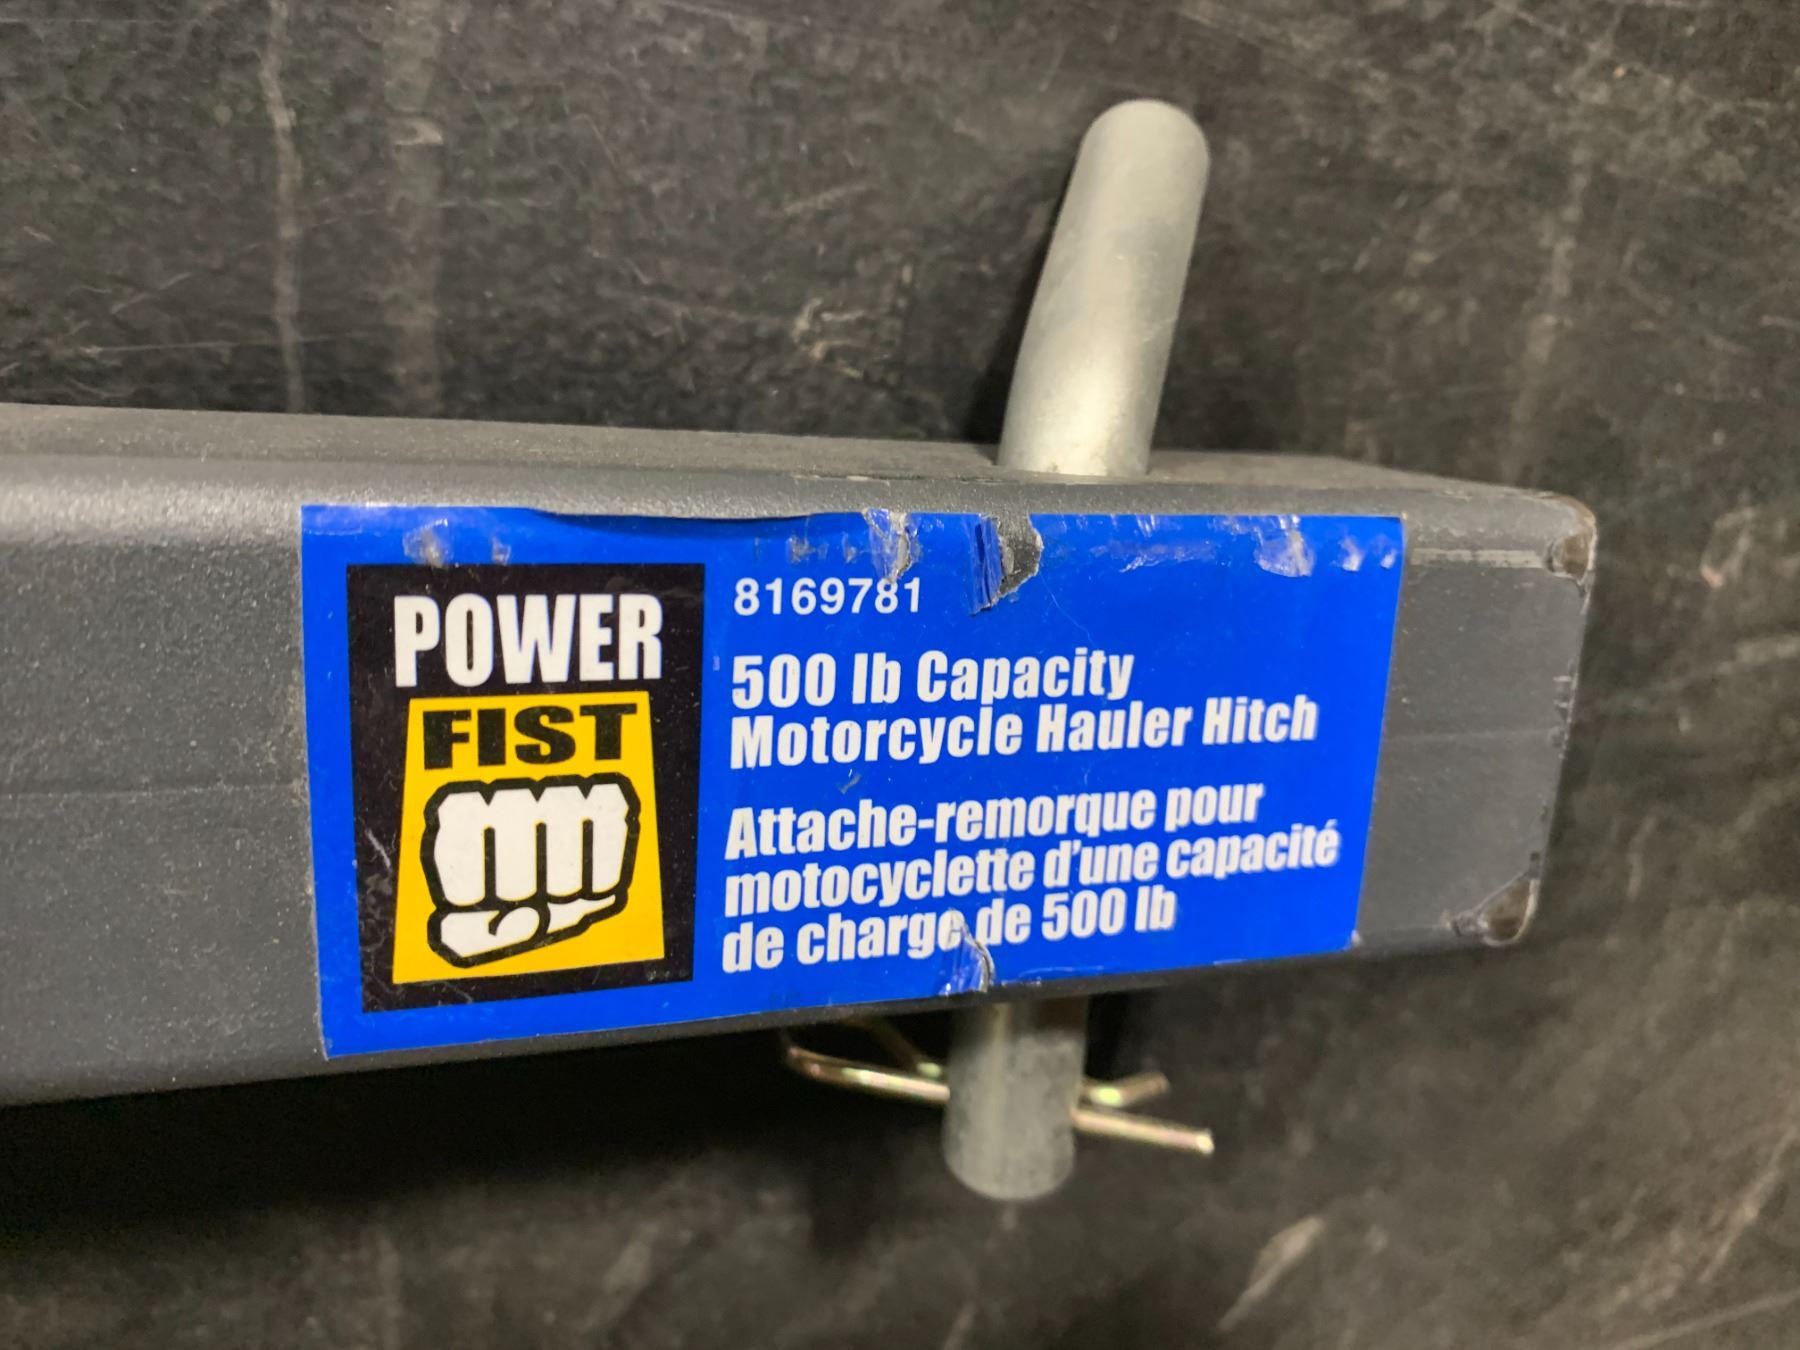 POWER
FIST
8169781
500 lb Capacity
Motorcycle Hauler Hitch
Attache-remorque pour
motocyclette d'une capacité
de charge de 500 lb